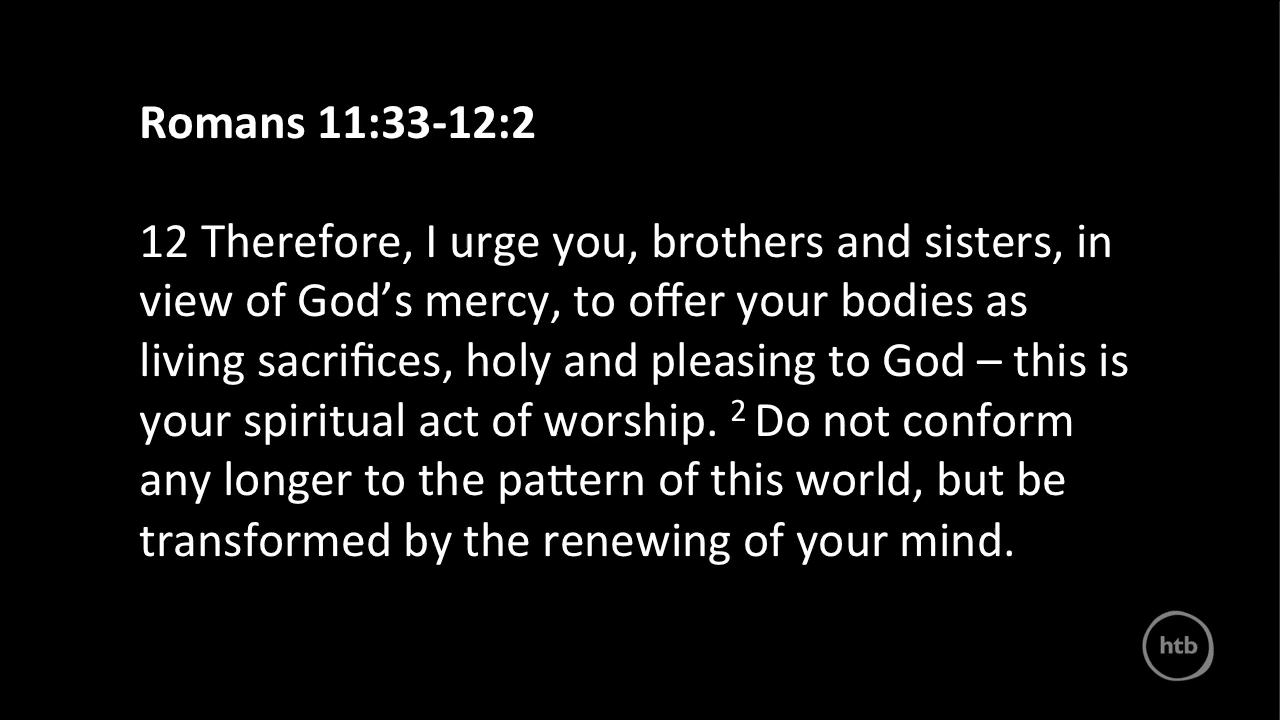 Romans 11:33-12:2
12 Therefore, I urge you, brothers and sisters, in
view of God’s mercy, to offer your bodies as
living sacrifices, holy and pleasing to God – this is
your spiritual act of worship. 2 Do not conform
any longer to the pattern of this world, but be
transformed by the renewing of your mind.
htb